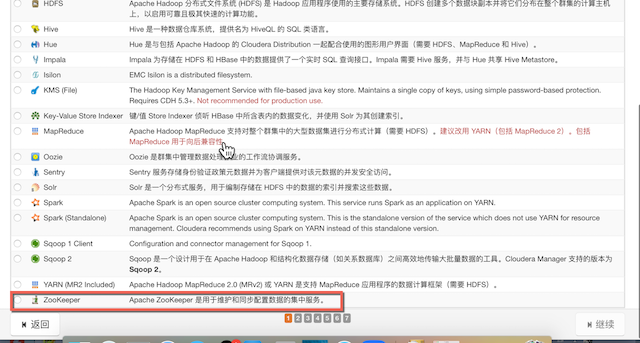 HDFS Apache Hadoop 分布式文件系统 (HDFS) 是 Hadoop 应用程序使用的主要存储系统。HDFS 创建多个数据块副本并将它们分布在整个群集的计算主机
上,以启用可靠且极其快速的计算功能。
Hive Hive 是一种数据仓库系统,提供名为 HiveQL 的 SQL 类语言。
Hue Hue 是与包括 Apache Hadoop 的 Cloudera Distribution 一起配合使用的图形用户界面(需要 HDFS、MapReduce 和 Hive)。
Impala Impala 为存储在 HDFS 和 HBase 中的数据提供了一个实时 SQL 查询接口。Impala 需要 Hive 服务,并与 Hue 共享 Hive Metastore。
Isilon EMC Isilon is a distributed filesystem.
KMS (File) The Hadoop Key Management Service with file-based java key store. Maintains a single copy of keys, using simple password-based protection.
Requires CDH 5.3+. Not recommended for production use.
Key-Value Store Indexer 键/值 Store Indexer 侦听 HBase 中所含表内的数据变化,并使用 Solr 为其创建索引。
MapReduce Apache Hadoop MapReduce 支持对整个群集中的大型数据集进行分布式计算(需要 HDFS)。建议改用 YARN(包括 MapReduce 2)。包括
MapReduce 用于向后兼容性。
Oozie Oozie 是群集中管理数据处理作业的工作流协调服务。
Sentry Sentry 服务存储身份验证政策元数据并为客户端提供对该元数据的并发安全访问。
Solr Solr 是一个分布式服务,用于编制存储在 HDFS 中的数据的索引并搜索这些数据。
Spark Apache Spark is an open source cluster computing system. This service runs Spark as an application on YARN.
Spark (Standalone) Apache Spark is an open source cluster computing system. This is the standalone version of the service which does not use YARN for resource
management. Cloudera recommends using Spark on YARN instead of this standalone version.
Sqoop 1 Client Configuration and connector management for Sqoop 1.
Sqoop 2 Sqoop 是一个设计用于在 Apache Hadoop 和结构化数据存储(如关系数据库)之间高效地传输大批量数据的工具。Cloudera Manager 支持的版本为
Sqoop 2。
YARN (MR2 Included) Apache Hadoop MapReduce 2.0 (MRv2) 或 YARN 是支持 MapReduce 应用程序的数据计算框架(需要 HDFS)。
ZooKeeper Apache ZooKeeper 是用于维护和同步配置数据的集中服务。
返回 1 2 3 4 5 6 7 继续